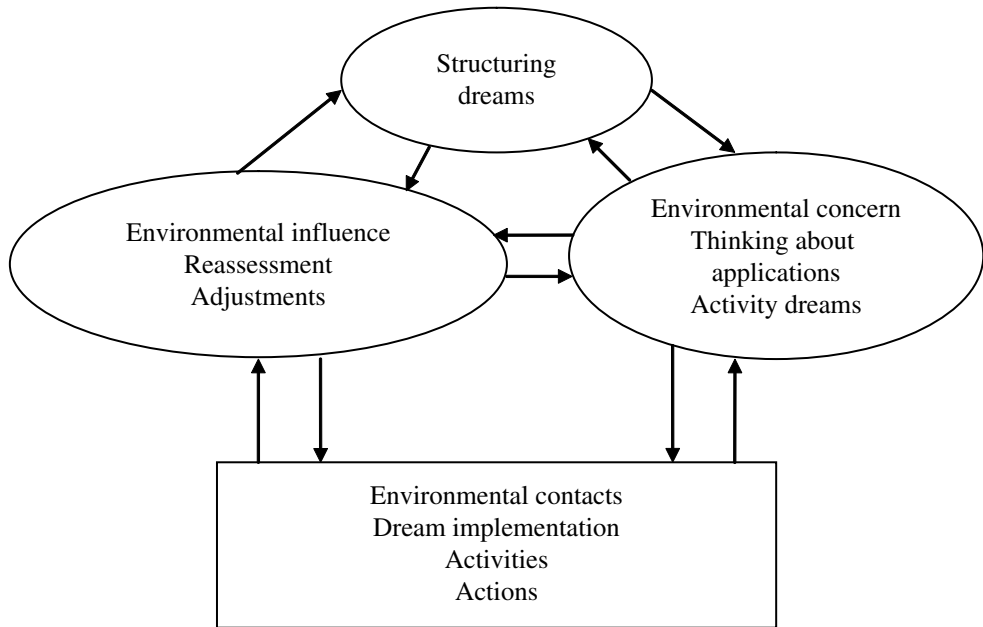 Structuring
dreams
Environmental influence
Reassessment
Adjustments
Environmental concern
Thinking about
applications
Activity dreams
Environmental contacts
Dream implementation
Activities
Actions